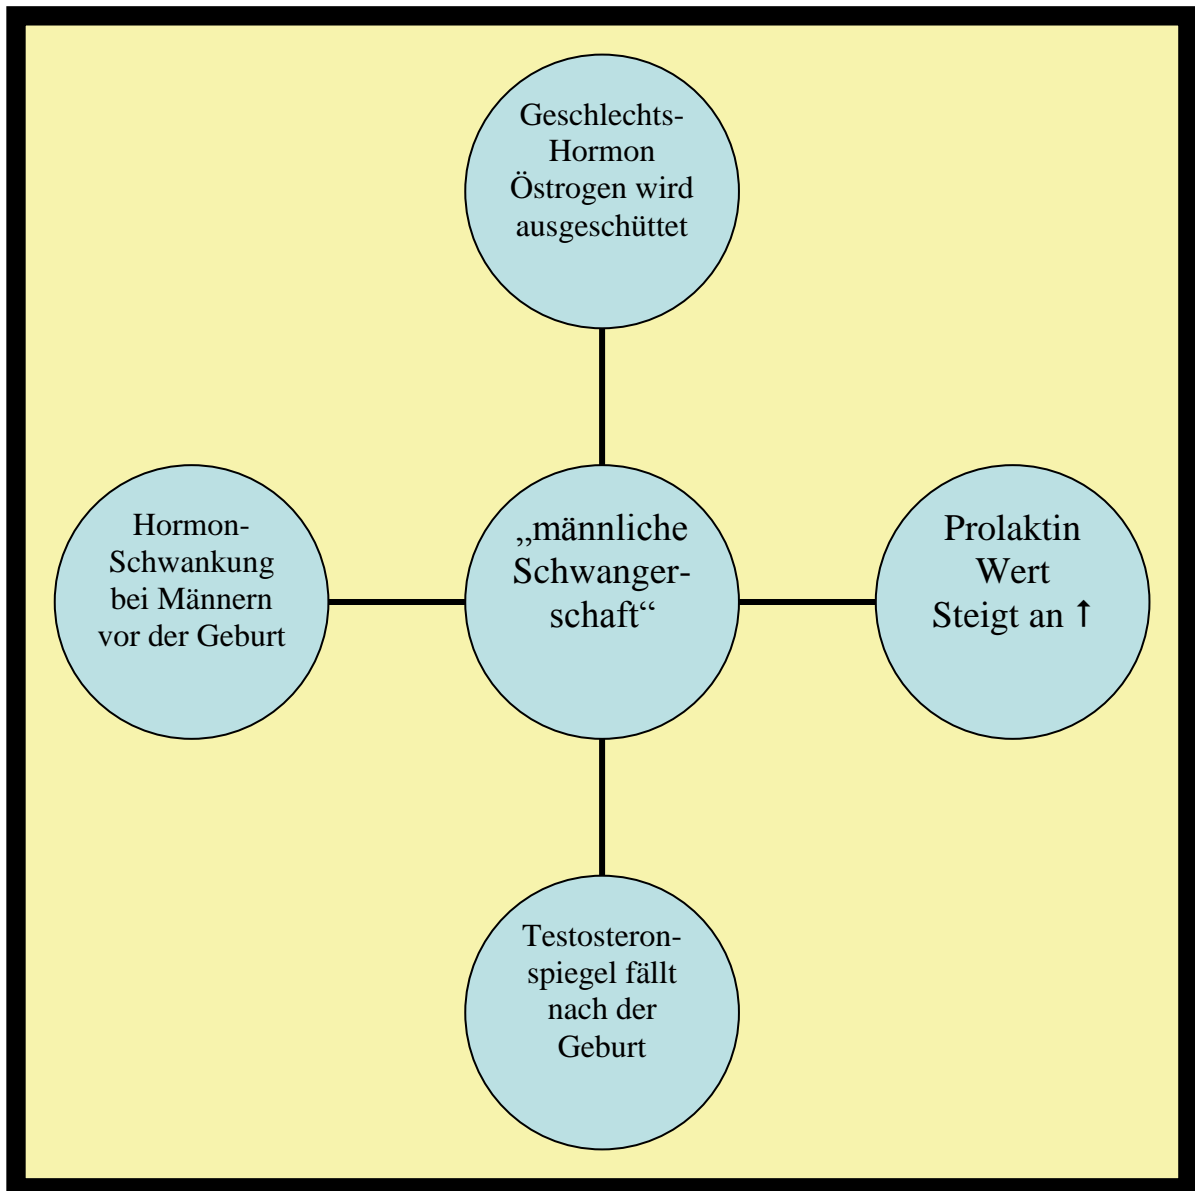 Geschlechts-
Hormon
Östrogen wird
ausgeschüttet
Hormon-
Schwankung
bei Männern
vor der Geburt
„männliche
Schwanger-
schaft“
Prolaktin
Wert
Steigt an ↑
Testosteron-
spiegel fällt
nach der
Geburt